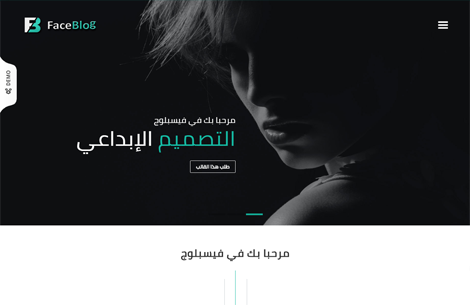 FaceBlog
DEMO
مرحبا بك في فيسبلوج
التصميم الإبداعي
طلب هذا القالب
مرحبا بك في فيسبلوج